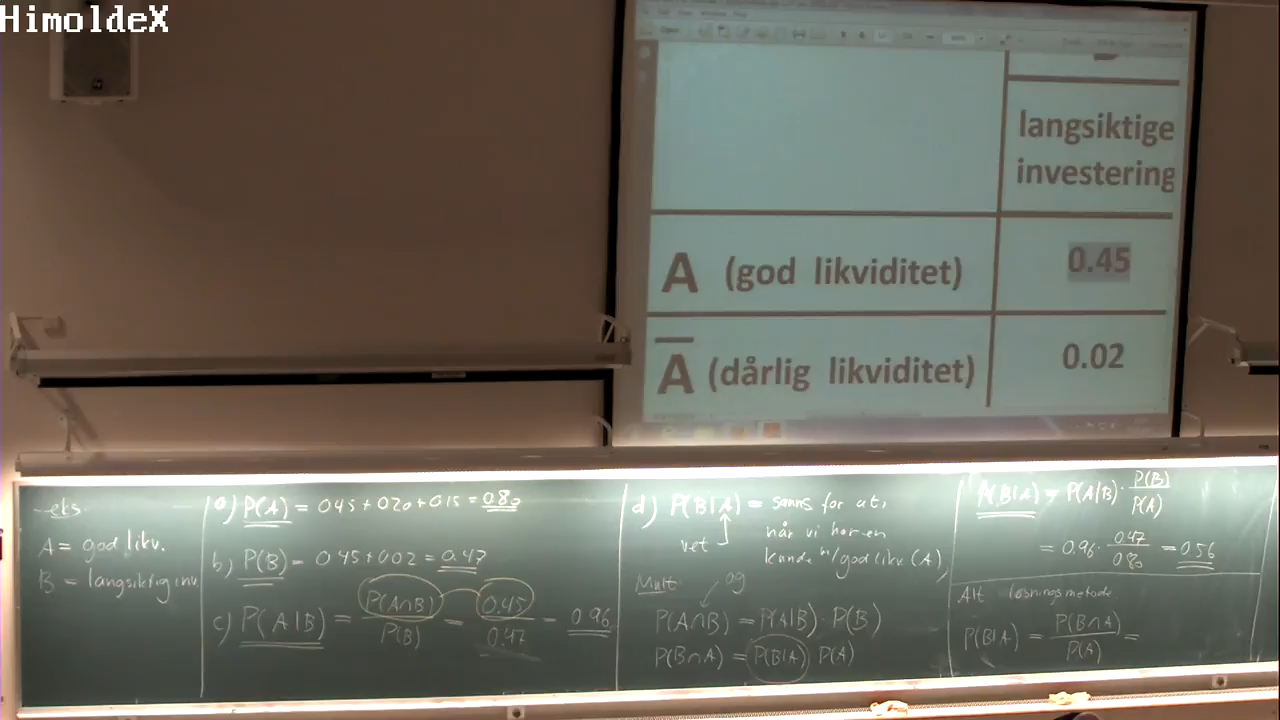 HimoldeX
langsiktige
investering
A (god likviditet) 0.45
A (dårlig likviditet) 0.02
eks.
A = god likv.
B = langsiktig inv.
a) P(A) = 0.45 + 0.20 + 0.15 = 0.80
b) P(B) = 0.45 + 0.02 = 0.47
c) P(A|B) = P(A∩B) / P(B) = 0.45 / 0.47 = 0.96
d) P(B|A) = sanns for at,
når vi har en
vet
kunde m/god likv. (A)
Mult. og
P(A∩B) = P(A|B) · P(B)
P(B∩A) = P(B|A) P(A)
P(B|A) = P(A|B) · P(B) / P(A)
= 0.96 · 0.47 / 0.80 = 0.56
Alt løsningsmetode
P(B|A) = P(B∩A) / P(A) =